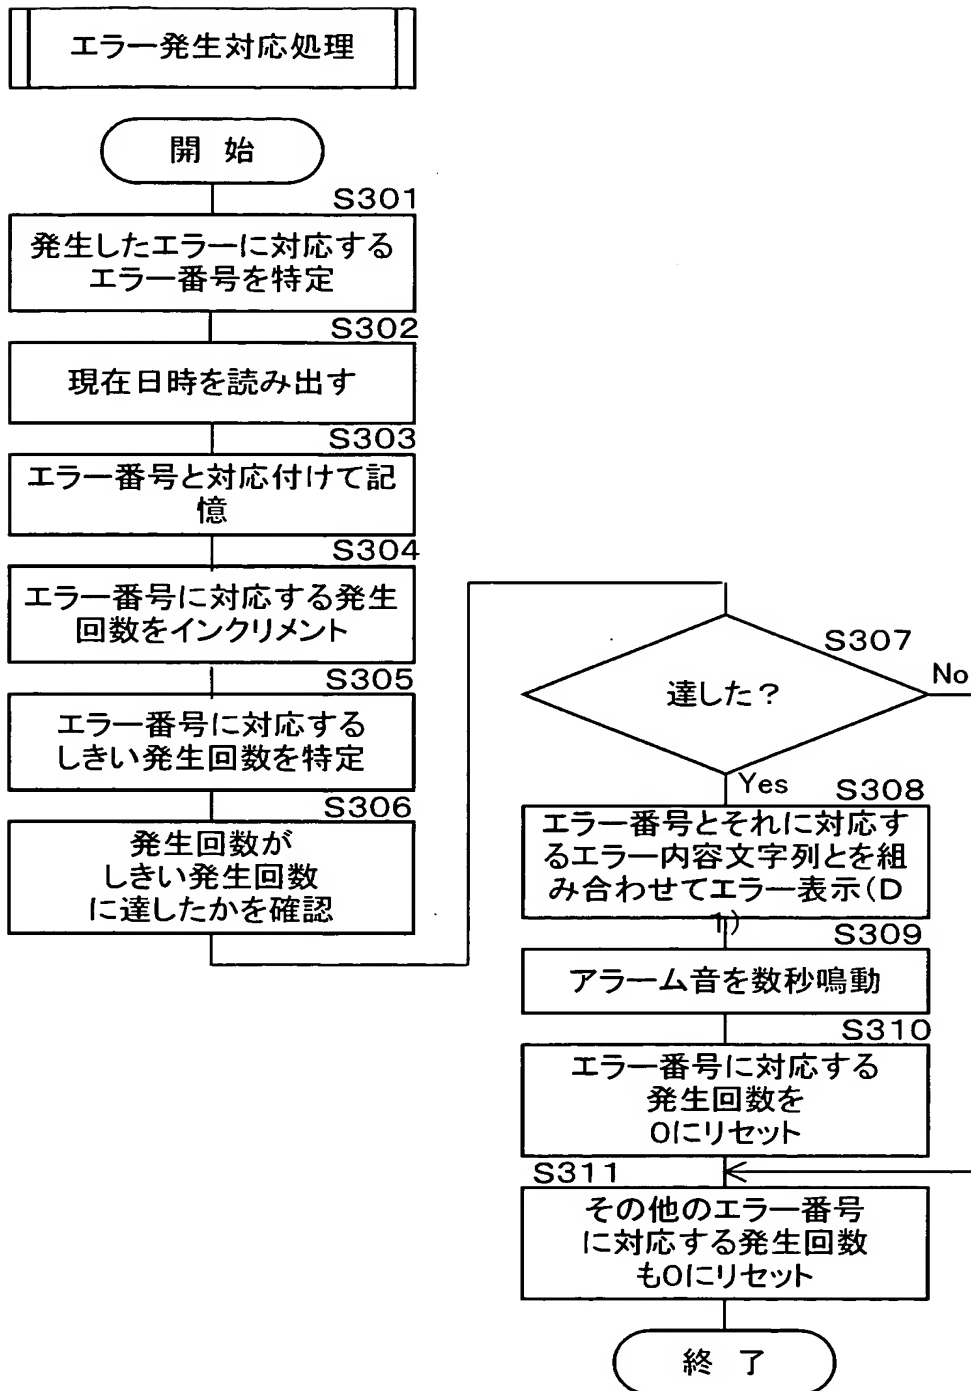 エラー発生対応処理
開 始
S301
発生したエラーに対応する
エラー番号を特定
S302
現在日時を読み出す
S303
エラー番号と対応付けて記
憶
S304
エラー番号に対応する発生
回数をインクリメント
S305
エラー番号に対応する
しきい発生回数を特定
S306
発生回数が
しきい発生回数
に達したかを確認
S307
達した？
No
Yes
S308
エラー番号とそれに対応す
るエラー内容文字列とを組
み合わせてエラー表示(D
1)
S309
アラーム音を数秒鳴動
S310
エラー番号に対応する
発生回数を
0にリセット
S311
その他のエラー番号
に対応する発生回数
も0にリセット
終 了